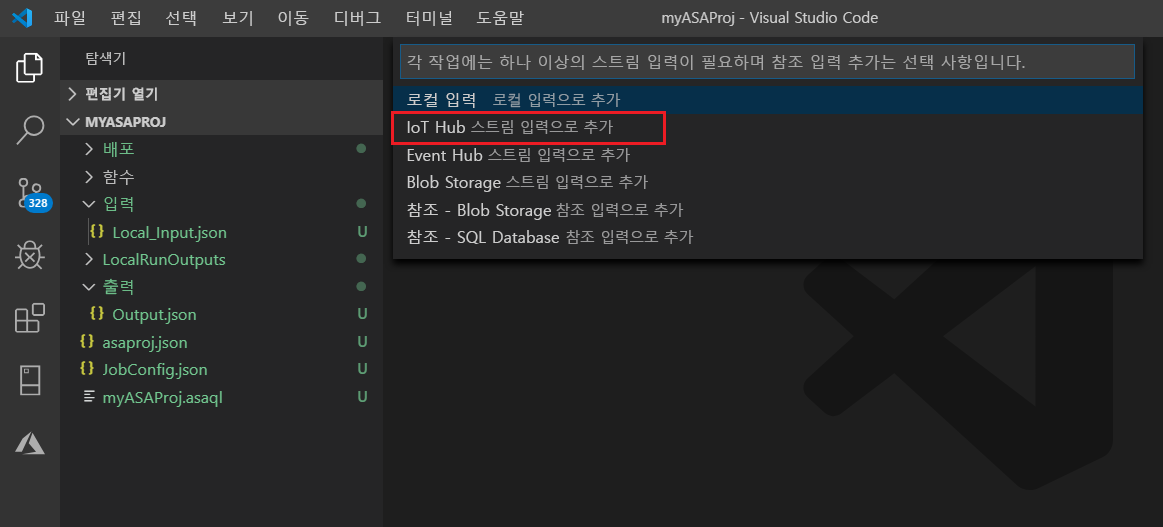 파일 편집 선택 보기 이동 디버그 터미널 도움말 myASAProj - Visual Studio Code
탐색기
편집기 열기
MYASAPROJ
배포
함수
입력
Local_Input.json U
LocalRunOutputs
출력
Output.json U
asaproj.json U
JobConfig.json U
myASAProj.asaql U
328
각 작업에는 하나 이상의 스트림 입력이 필요하며 참조 입력 추가는 선택 사항입니다.
로컬 입력 로컬 입력으로 추가
IoT Hub 스트림 입력으로 추가
Event Hub 스트림 입력으로 추가
Blob Storage 스트림 입력으로 추가
참조 - Blob Storage 참조 입력으로 추가
참조 - SQL Database 참조 입력으로 추가